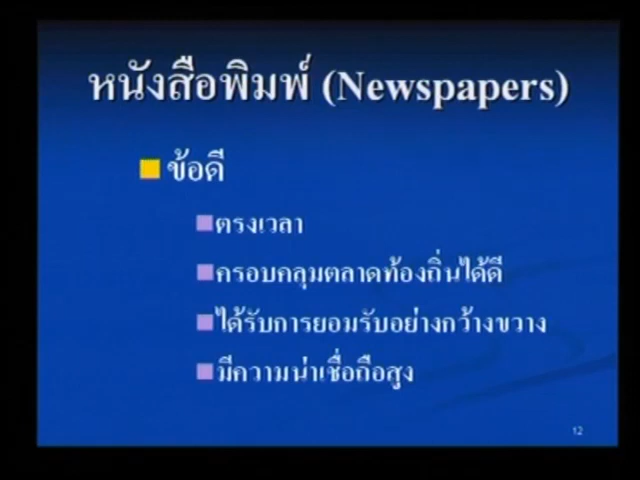 หนังสือพิมพ์ (Newspapers)
ข้อดี
ตรงเวลา
ครอบคลุมตลาดท้องถิ่นได้ดี
ได้รับการยอมรับอย่างกว้างขวาง
มีความน่าเชื่อถือสูง
12